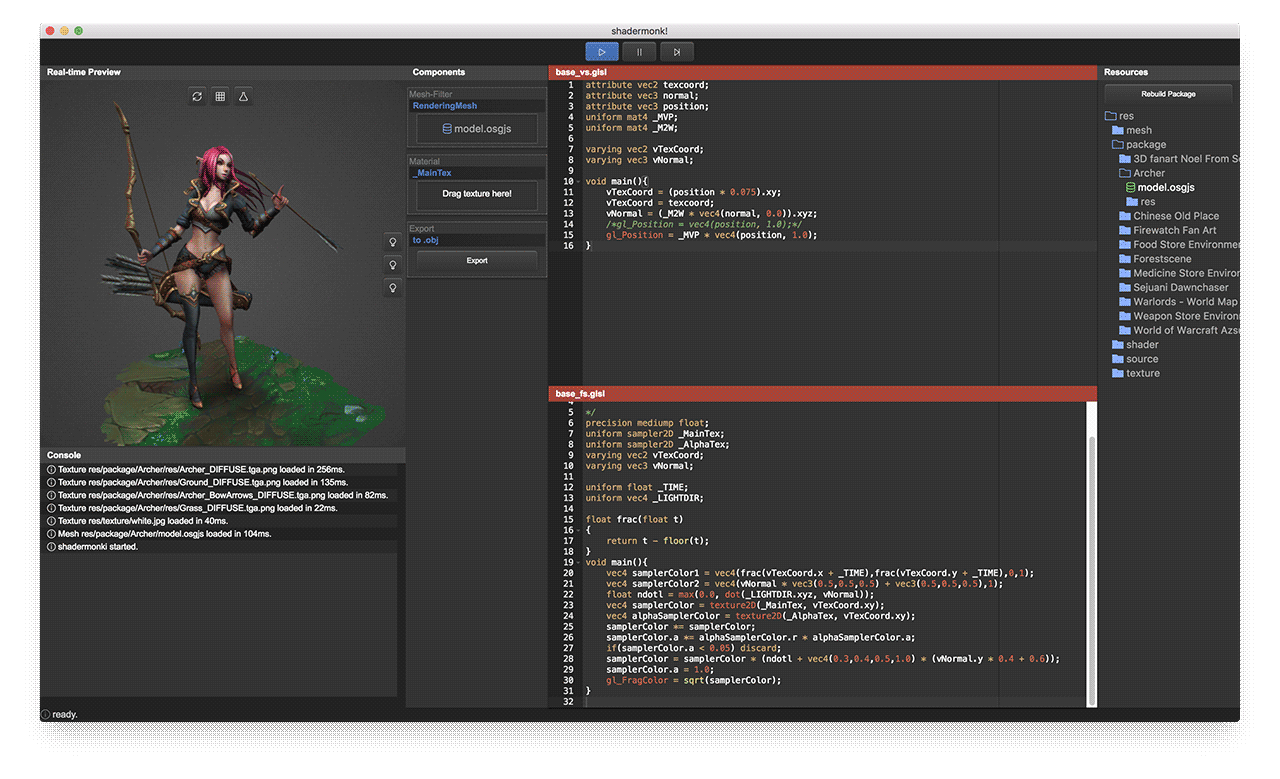 shadermonk!
Real-time Preview
Components
Mesh-Filter
RenderingMesh
model.osgjs
Material
_MainTex
Drag texture here!
Export
to .obj
Export
Console
Texture res/package/Archer/res/Archer_DIFFUSE.tga.png loaded in 256ms.
Texture res/package/Archer/res/Ground_DIFFUSE.tga.png loaded in 135ms.
Texture res/package/Archer/res/Archer_BowArrows_DIFFUSE.tga.png loaded in 82ms.
Texture res/package/Archer/res/Grass_DIFFUSE.tga.png loaded in 22ms.
Texture res/texture/white.jpg loaded in 40ms.
Mesh res/package/Archer/model.osgjs loaded in 104ms.
shadermonki started.
ready.
base_vs.glsl
1 attribute vec2 texcoord;
2 attribute vec3 normal;
3 attribute vec3 position;
4 uniform mat4 _MVP;
5 uniform mat4 _M2W;
6
7 varying vec2 vTexCoord;
8 varying vec3 vNormal;
9
10 void main(){
11 vTexCoord = (position * 0.075).xy;
12 vTexCoord = texcoord;
13 vNormal = (_M2W * vec4(normal, 0.0)).xyz;
14 /*gl_Position = vec4(position, 1.0);*/
15 gl_Position = _MVP * vec4(position, 1.0);
16 }
base_fs.glsl
4
5 */
6 precision mediump float;
7 uniform sampler2D _MainTex;
8 uniform sampler2D _AlphaTex;
9 varying vec2 vTexCoord;
10 varying vec3 vNormal;
11
12 uniform float _TIME;
13 uniform vec4 _LIGHTDIR;
14
15 float frac(float t)
16 {
17 return t - floor(t);
18 }
19 void main(){
20 vec4 samplerColor1 = vec4(frac(vTexCoord.x + _TIME),frac(vTexCoord.y + _TIME),0,1);
21 vec4 samplerColor2 = vec4(vNormal * vec3(0.5,0.5,0.5) + vec3(0.5,0.5,0.5),1);
22 float ndotl = max(0.0, dot(_LIGHTDIR.xyz, vNormal));
23 vec4 samplerColor = texture2D(_MainTex, vTexCoord.xy);
24 vec4 alphaSamplerColor = texture2D(_AlphaTex, vTexCoord.xy);
25 samplerColor *= samplerColor;
26 samplerColor.a *= alphaSamplerColor.r * alphaSamplerColor.a;
27 if(samplerColor.a < 0.05) discard;
28 samplerColor = samplerColor * (ndotl + vec4(0.3,0.4,0.5,1.0) * (vNormal.y * 0.4 + 0.6));
29 samplerColor.a = 1.0;
30 gl_FragColor = sqrt(samplerColor);
31 }
32
Resources
Rebuild Package
res
mesh
package
3D fanart Noel From S
Archer
model.osgjs
res
Chinese Old Place
Firewatch Fan Art
Food Store Environme
Forestscene
Medicine Store Enviro
Sejuani Dawnchaser
Warlords - World Map
Weapon Store Environ
World of Warcraft Azs
shader
source
texture